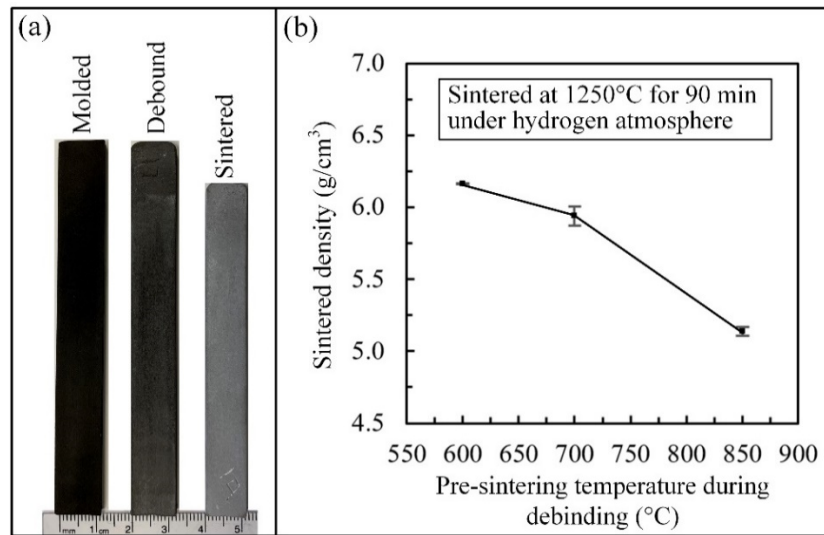 (a)
Molded
Debound
Sintered
mm 1 cm 2 3 4 5
(b)
Sintered at 1250°C for 90 min
under hydrogen atmosphere
Sintered density (g/cm³)
7.0
6.5
6.0
5.5
5.0
4.5
550 600 650 700 750 800 850 900
Pre-sintering temperature during
debinding (°C)